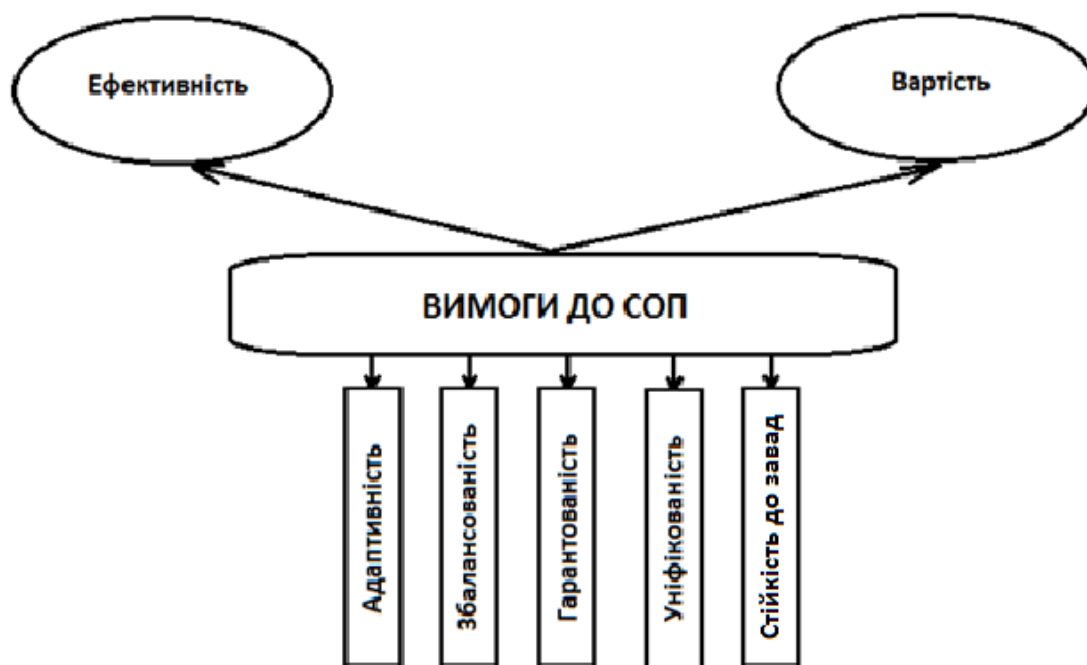 Ефективність
Вартість
ВИМОГИ ДО СОП
Адаптивність
Збалансованість
Гарантованість
Уніфікованість
Стійкість до завад